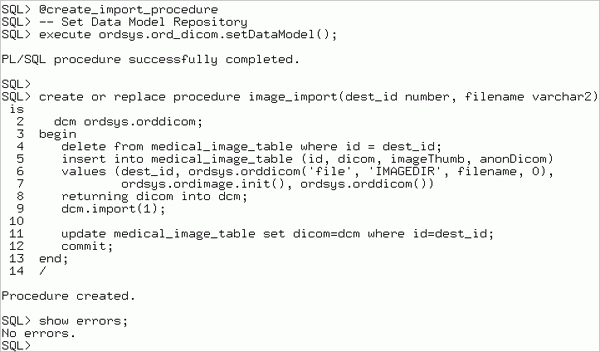 SQL> @create_import_procedure
SQL> -- Set Data Model Repository
SQL> execute ordsys.ord_dicom.setDataModel();

PL/SQL procedure successfully completed.

SQL>
SQL> create or replace procedure image_import(dest_id number, filename varchar2)
 is
  2    dcm ordsys.orddicom;
  3  begin
  4     delete from medical_image_table where id = dest_id;
  5     insert into medical_image_table (id, dicom, imageThumb, anonDicom)
  6     values (dest_id, ordsys.orddicom('file', 'IMAGEDIR', filename, 0),
  7             ordsys.ordimage.init(), ordsys.orddicom())
  8     returning dicom into dcm;
  9     dcm.import(1);
 10
 11     update medical_image_table set dicom=dcm where id=dest_id;
 12     commit;
 13  end;
 14  /

Procedure created.

SQL> show errors;
No errors.
SQL>